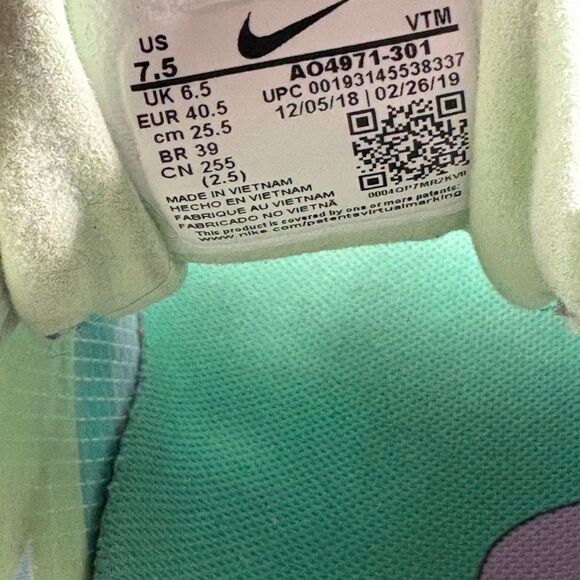 US
7.5
UK 6.5
EUR 40.5
cm 25.5
BR 39
CN 255
(2.5)
VTM
AO4971-301
UPC 00193145538337
12/05/18 | 02/26/19
0004OP7MR2KV8
MADE IN VIETNAM
HECHO EN VIETNAM
FABRIQUE AU VIETNAM
FABRICADO NO VIETNÃ
This product is covered by one or more patents:
www.nike.com/patentsvirtualmarking